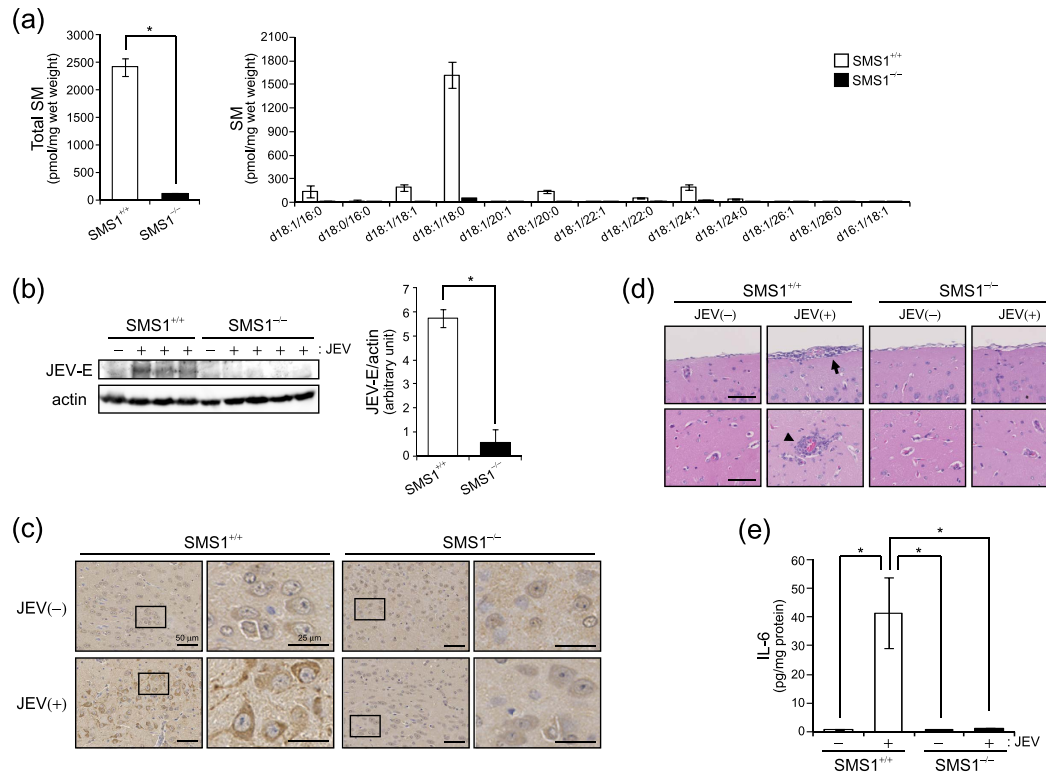 (a)
Total SM
(pmol/mg wet weight)
3000
2500
2000
1500
1000
500
0
*
SMS1+/+
SMS1−/−
SM
(pmol/mg wet weight)
1800
1500
1200
900
600
300
0
d18:1/16:0
d18:0/16:0
d18:1/18:1
d18:1/18:0
d18:1/20:1
d18:1/20:0
d18:1/22:1
d18:1/22:0
d18:1/24:1
d18:1/24:0
d18:1/26:1
d18:1/26:0
d16:1/18:1
SMS1+/+
SMS1−/−
(b)
SMS1+/+ SMS1−/−
− + + + − + + + + : JEV
JEV-E
actin
JEV-E/actin
(arbitrary unit)
7
6
5
4
3
2
1
0
*
SMS1+/+
SMS1−/−
(c)
SMS1+/+ SMS1−/−
JEV(−)
50 μm
25 μm
JEV(+)
(d)
SMS1+/+ SMS1−/−
JEV(−) JEV(+) JEV(−) JEV(+)
(e)
IL-6
(pg/mg protein)
60
50
40
30
20
10
0
* * *
− + − + : JEV
SMS1+/+ SMS1−/−